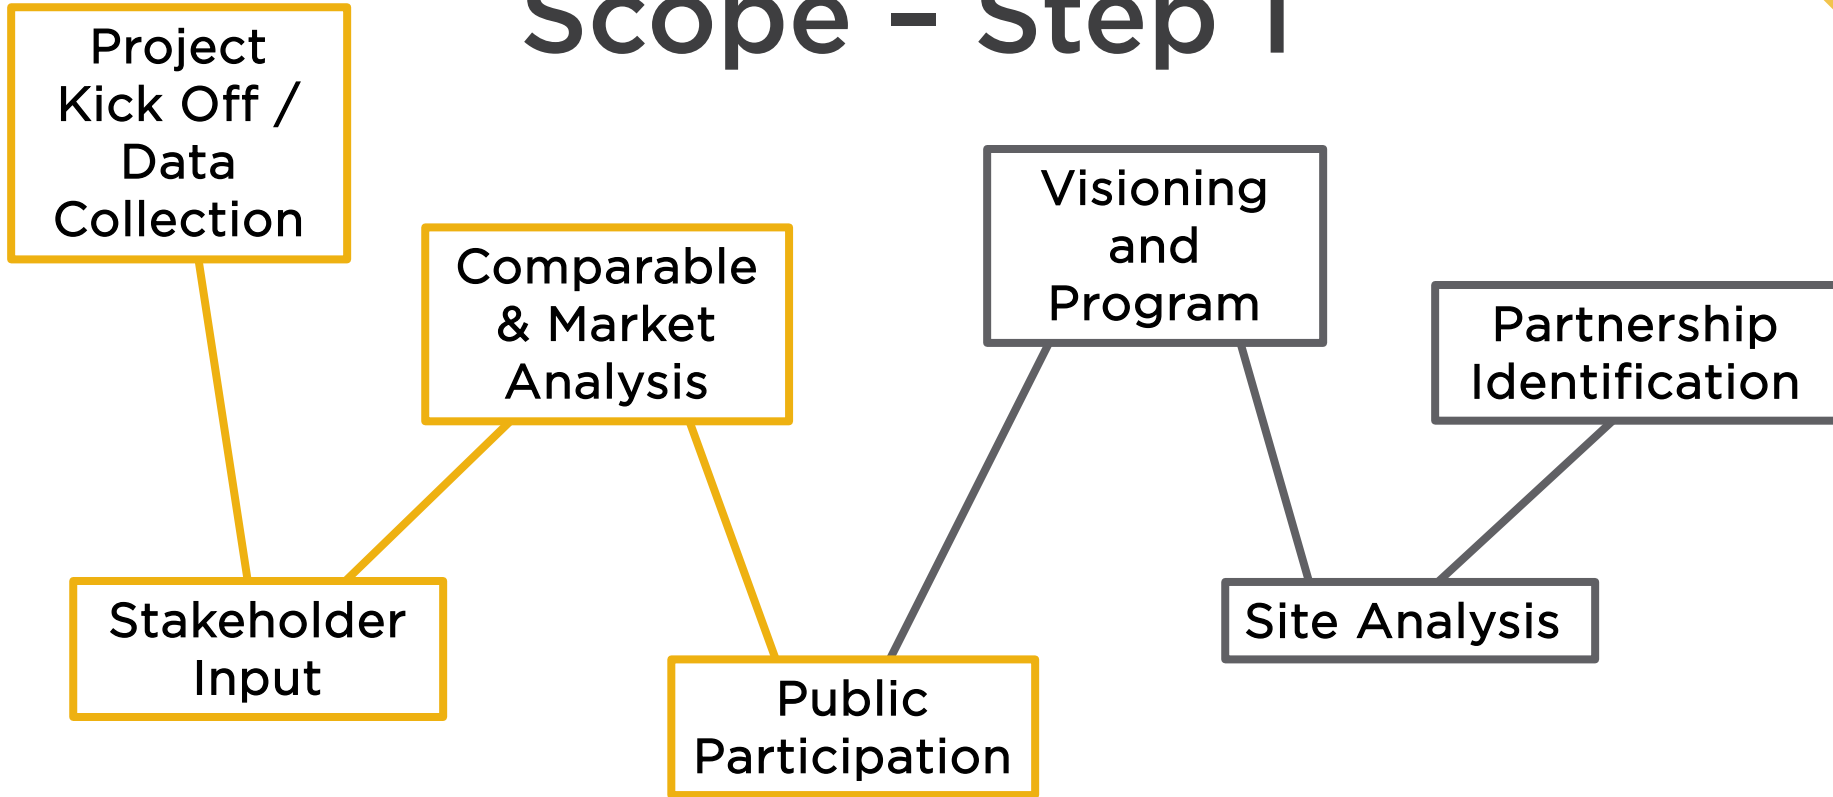 Scope – Step 1
Project
Kick Off /
Data
Collection
Stakeholder
Input
Comparable
& Market
Analysis
Public
Participation
Visioning
and
Program
Site Analysis
Partnership
Identification